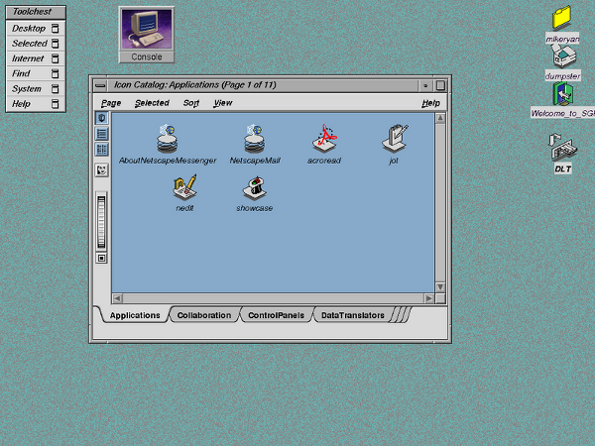 Toolchest
Desktop
Selected
Internet
Find
System
Help
Console
Icon Catalog: Applications (Page 1 of 11)
Page Selected Sort View Help
AboutNetscapeMessenger NetscapeMail acroread jot
nedit showcase
Applications Collaboration ControlPanels DataTranslators
mikeryan
dumpster
Welcome_to_SGI
DLT